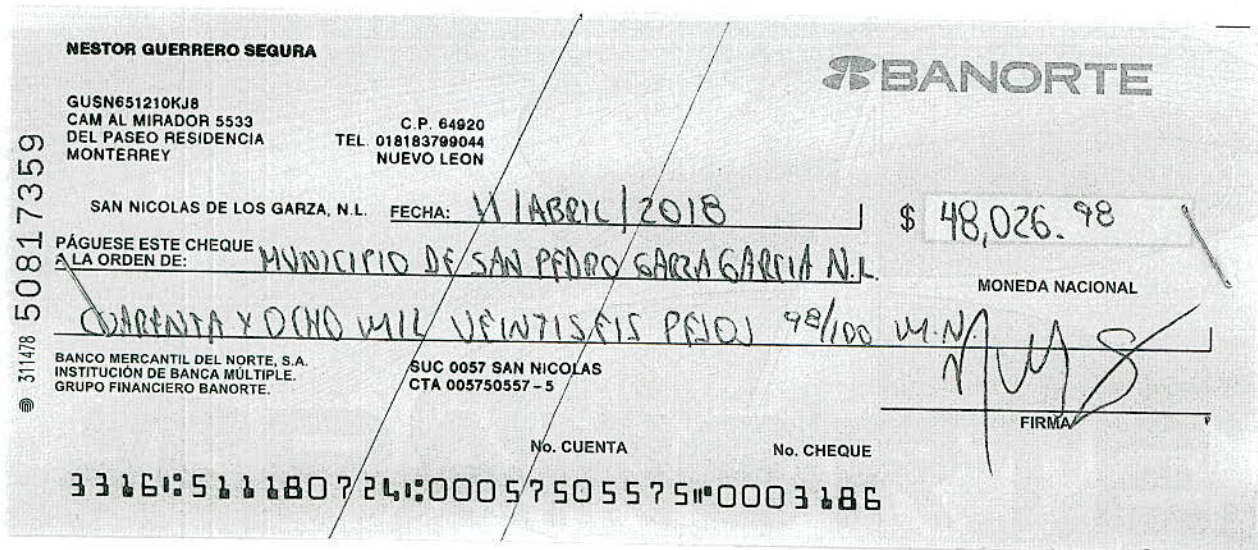 NESTOR GUERRERO SEGURA
BANORTE
GUSN651210KJ8
CAM AL MIRADOR 5533
DEL PASEO RESIDENCIA
MONTERREY
C.P. 64920
TEL. 018183799044
NUEVO LEON
SAN NICOLAS DE LOS GARZA, N.L. FECHA: 11/ABRIL/2018
$ 48,026.98
PÁGUESE ESTE CHEQUE
A LA ORDEN DE: MUNICIPIO DE SAN PEDRO GARZA GARCIA N.L.
MONEDA NACIONAL
CUARENTA Y OCHO MIL VEINTISEIS PESOS 98/100 M.N.
BANCO MERCANTIL DEL NORTE, S.A.
INSTITUCIÓN DE BANCA MÚLTIPLE.
GRUPO FINANCIERO BANORTE.
SUC 0057 SAN NICOLAS
CTA 005750557-5
FIRMA
No. CUENTA No. CHEQUE
3316⑆511180724⑆00057505575⑈0003186
311478 50817359